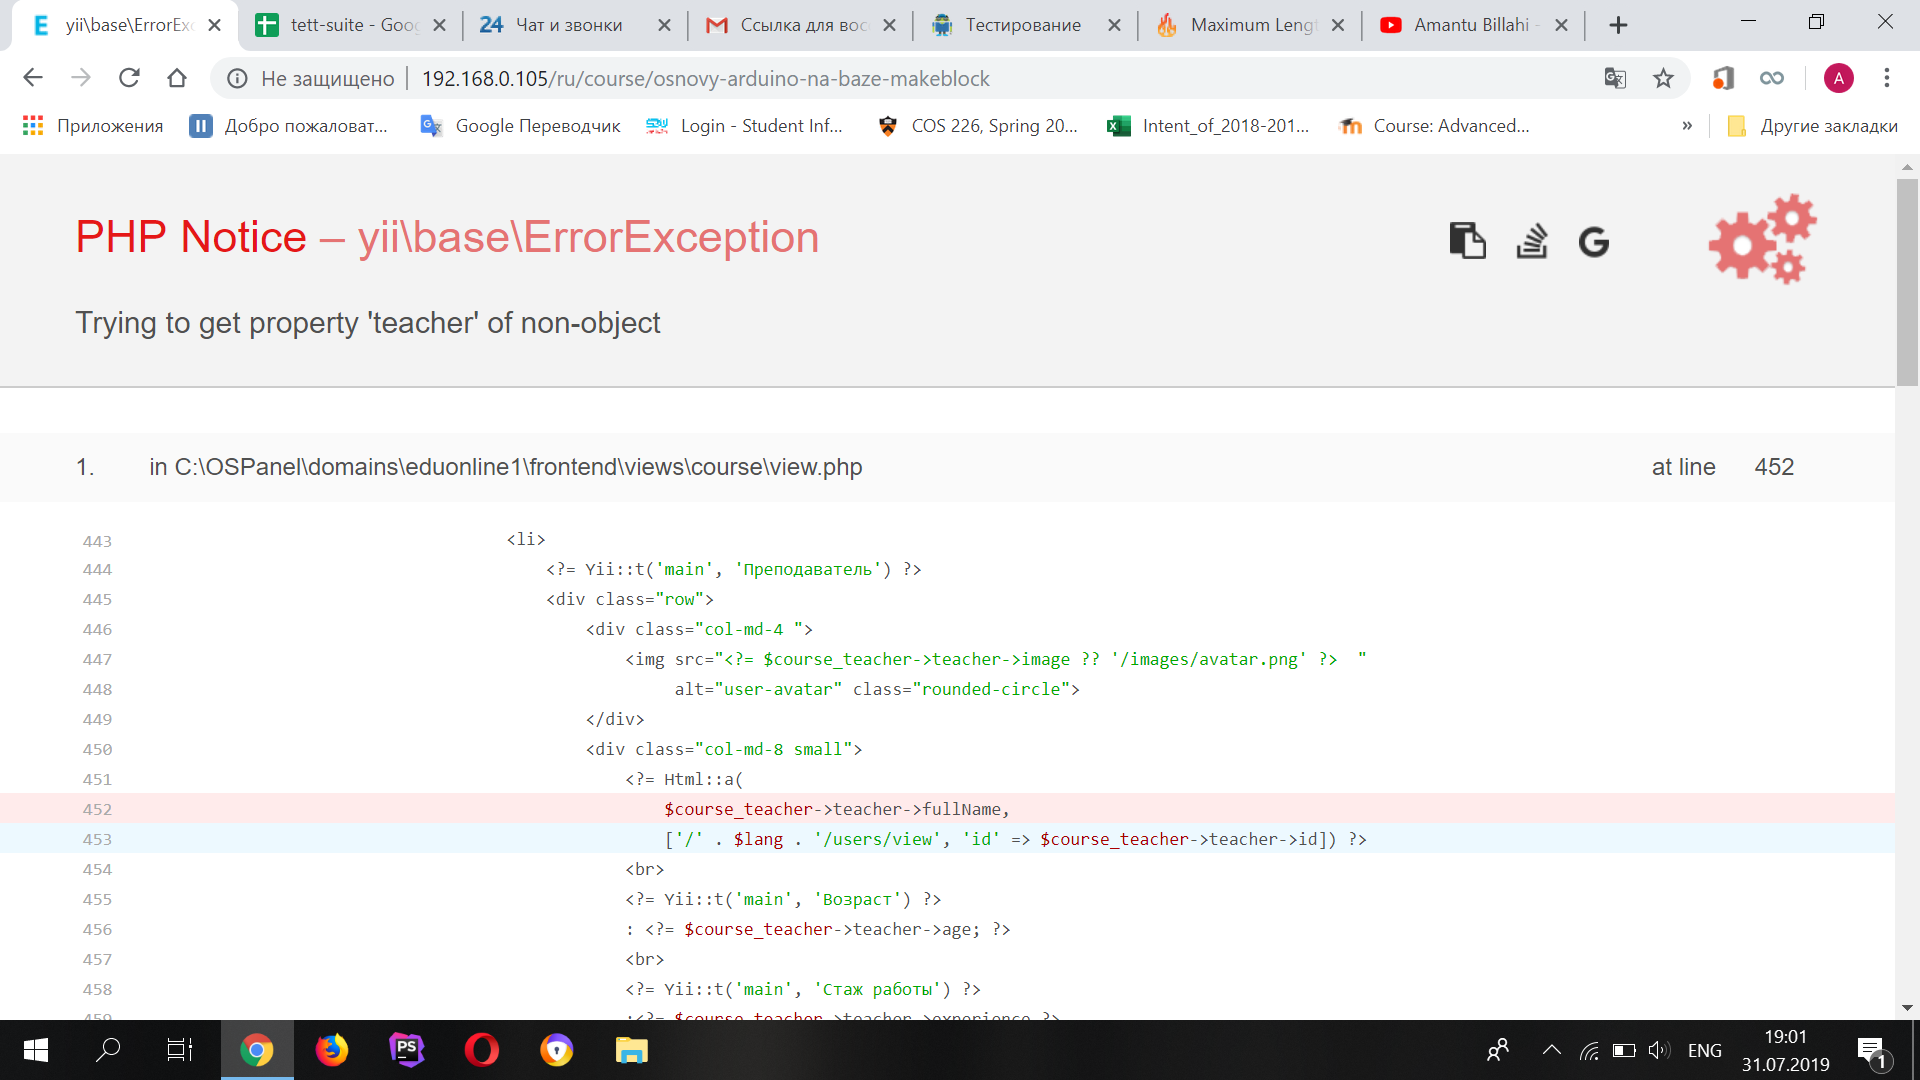 yii\base\ErrorExc
tett-suite - Goog
24 Чат и звонки
Ссылка для вос
Тестирование
Maximum Lengt
Amantu Billahi -
Не защищено
192.168.0.105/ru/course/osnovy-arduino-na-baze-makeblock
A
Приложения
Добро пожаловат...
Google Переводчик
Login - Student Inf...
COS 226, Spring 20...
Intent_of_2018-201...
Course: Advanced...
»
Другие закладки
PHP Notice – yii\base\ErrorException
Trying to get property 'teacher' of non-object
1. in C:\OSPanel\domains\eduonline1\frontend\views\course\view.php at line 452
443 <li>
444 <?= Yii::t('main', 'Преподаватель') ?>
445 <div class="row">
446 <div class="col-md-4 ">
447 <img src="<?= $course_teacher->teacher->image ?? '/images/avatar.png' ?>  "
448 alt="user-avatar" class="rounded-circle">
449 </div>
450 <div class="col-md-8 small">
451 <?= Html::a(
452 $course_teacher->teacher->fullName,
453 ['/' . $lang . '/users/view', 'id' => $course_teacher->teacher->id]) ?>
454 <br>
455 <?= Yii::t('main', 'Возраст') ?>
456 : <?= $course_teacher->teacher->age; ?>
457 <br>
458 <?= Yii::t('main', 'Стаж работы') ?>
459 :<?= $course_teacher->teacher->experience ?>
PS
ENG
19:01
31.07.2019
1